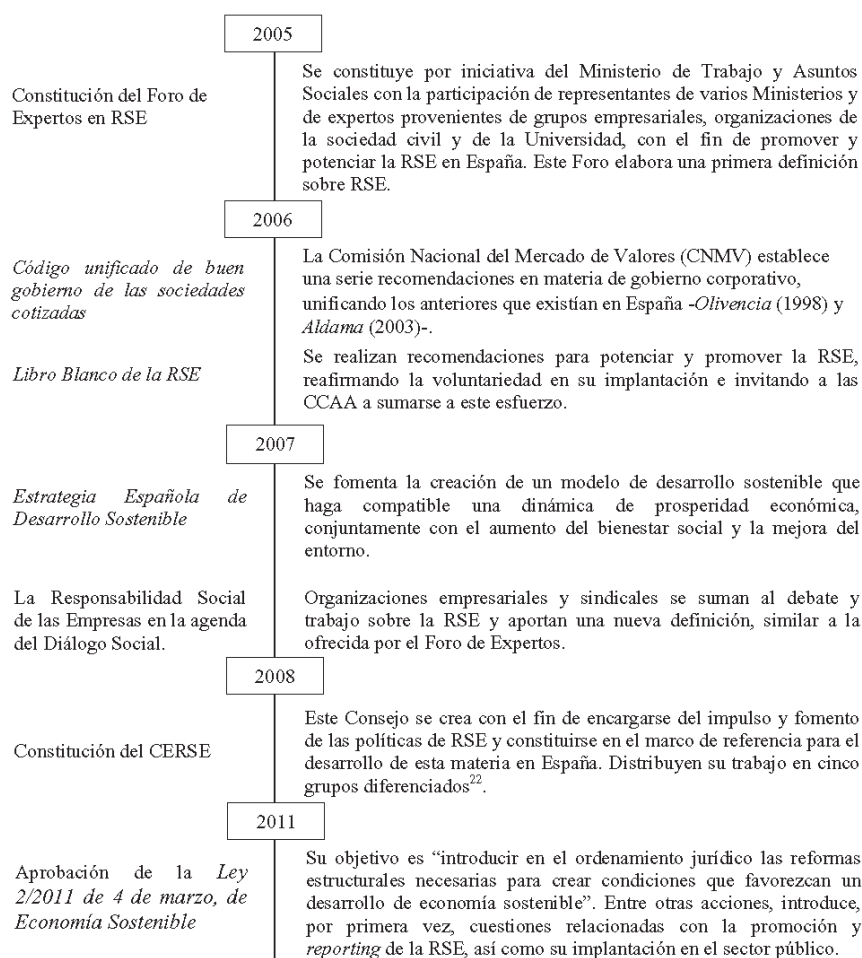 2005
Constitución del Foro de
Expertos en RSE
Se constituye por iniciativa del Ministerio de Trabajo y Asuntos
Sociales con la participación de representantes de varios Ministerios y
de expertos provenientes de grupos empresariales, organizaciones de
la sociedad civil y de la Universidad, con el fin de promover y
potenciar la RSE en España. Este Foro elabora una primera definición
sobre RSE.
2006
Código unificado de buen
gobierno de las sociedades
cotizadas
La Comisión Nacional del Mercado de Valores (CNMV) establece
una serie recomendaciones en materia de gobierno corporativo,
unificando los anteriores que existían en España -Olivencia (1998) y
Aldama (2003)-.
Libro Blanco de la RSE
Se realizan recomendaciones para potenciar y promover la RSE,
reafirmando la voluntariedad en su implantación e invitando a las
CCAA a sumarse a este esfuerzo.
2007
Estrategia Española de
Desarrollo Sostenible
Se fomenta la creación de un modelo de desarrollo sostenible que
haga compatible una dinámica de prosperidad económica,
conjuntamente con el aumento del bienestar social y la mejora del
entorno.
La Responsabilidad Social
de las Empresas en la agenda
del Diálogo Social.
Organizaciones empresariales y sindicales se suman al debate y
trabajo sobre la RSE y aportan una nueva definición, similar a la
ofrecida por el Foro de Expertos.
2008
Constitución del CERSE
Este Consejo se crea con el fin de encargarse del impulso y fomento
de las políticas de RSE y constituirse en el marco de referencia para el
desarrollo de esta materia en España. Distribuyen su trabajo en cinco
grupos diferenciados22.
2011
Aprobación de la Ley
2/2011 de 4 de marzo, de
Economía Sostenible
Su objetivo es “introducir en el ordenamiento jurídico las reformas
estructurales necesarias para crear condiciones que favorezcan un
desarrollo de economía sostenible”. Entre otras acciones, introduce,
por primera vez, cuestiones relacionadas con la promoción y
reporting de la RSE, así como su implantación en el sector público.